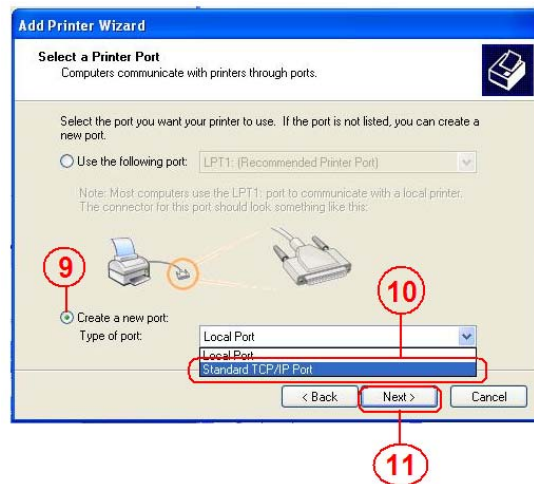 Add Printer Wizard
Select a Printer Port
Computers communicate with printers through ports.
Select the port you want your printer to use. If the port is not listed, you can create a
new port.
Use the following port: LPT1: (Recommended Printer Port)
Note: Most computers use the LPT1: port to communicate with a local printer.
The connector for this port should look something like this:
9
10
Create a new port:
Type of port: Local Port
Local Port
Standard TCP/IP Port
< Back Next > Cancel
11